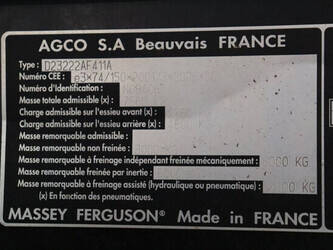 AGCO S.A Beauvais FRANCE
Type : D23222AF411A
Numéro CEE : e3×74/150×
Numéro d'Identification :
Masse totale admissible (x) :
Charge admissible sur l'essieu avant (x) :
Charge admissible sur l'essieu arrière (x) :
Masse remorquable admissible :
Masse remorquable non freinée :
Masse remorquable à freinage indépendant freinée mécaniquement : KG
Masse remorquable freinée par inertie :
Masse remorquable à freinage assisté (hydraulique ou pneumatique) : KG
(x) En fonction des pneumatiques.
MASSEY FERGUSON® Made in FRANCE